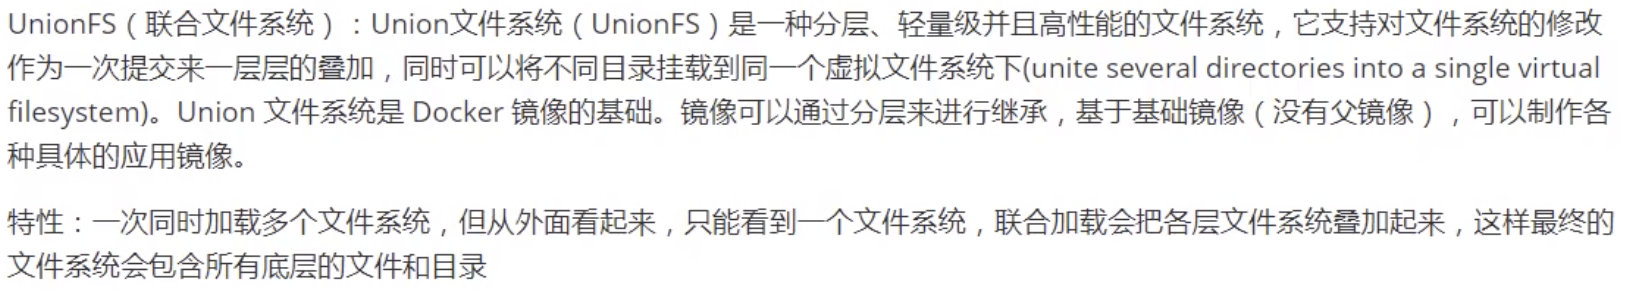 UnionFS（联合文件系统）：Union文件系统（UnionFS）是一种分层、轻量级并且高性能的文件系统，它支持对文件系统的修改
作为一次提交来一层层的叠加，同时可以将不同目录挂载到同一个虚拟文件系统下(unite several directories into a single virtual
filesystem)。Union 文件系统是 Docker 镜像的基础。镜像可以通过分层来进行继承，基于基础镜像（没有父镜像），可以制作各
种具体的应用镜像。
特性：一次同时加载多个文件系统，但从外面看起来，只能看到一个文件系统，联合加载会把各层文件系统叠加起来，这样最终的
文件系统会包含所有底层的文件和目录